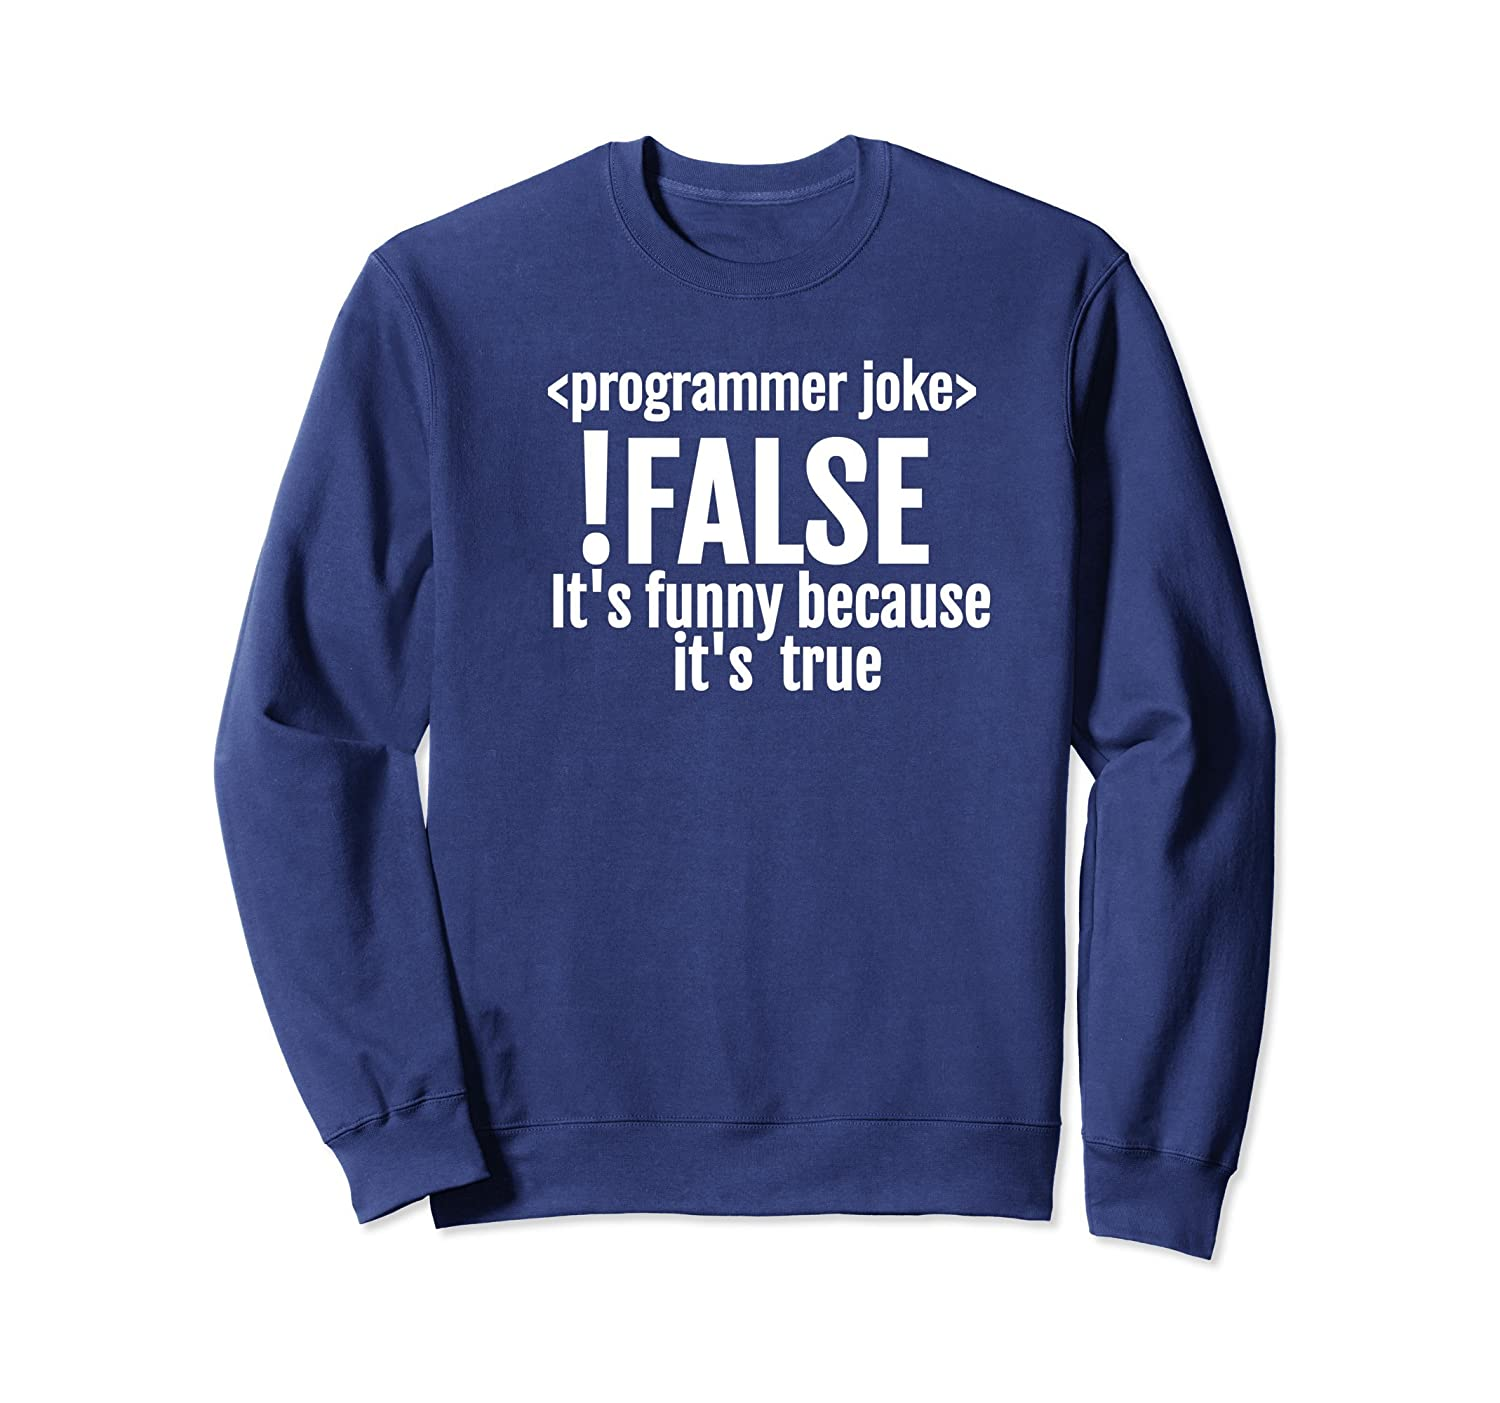 <programmer joke>
!FALSE
It's funny because
it's true